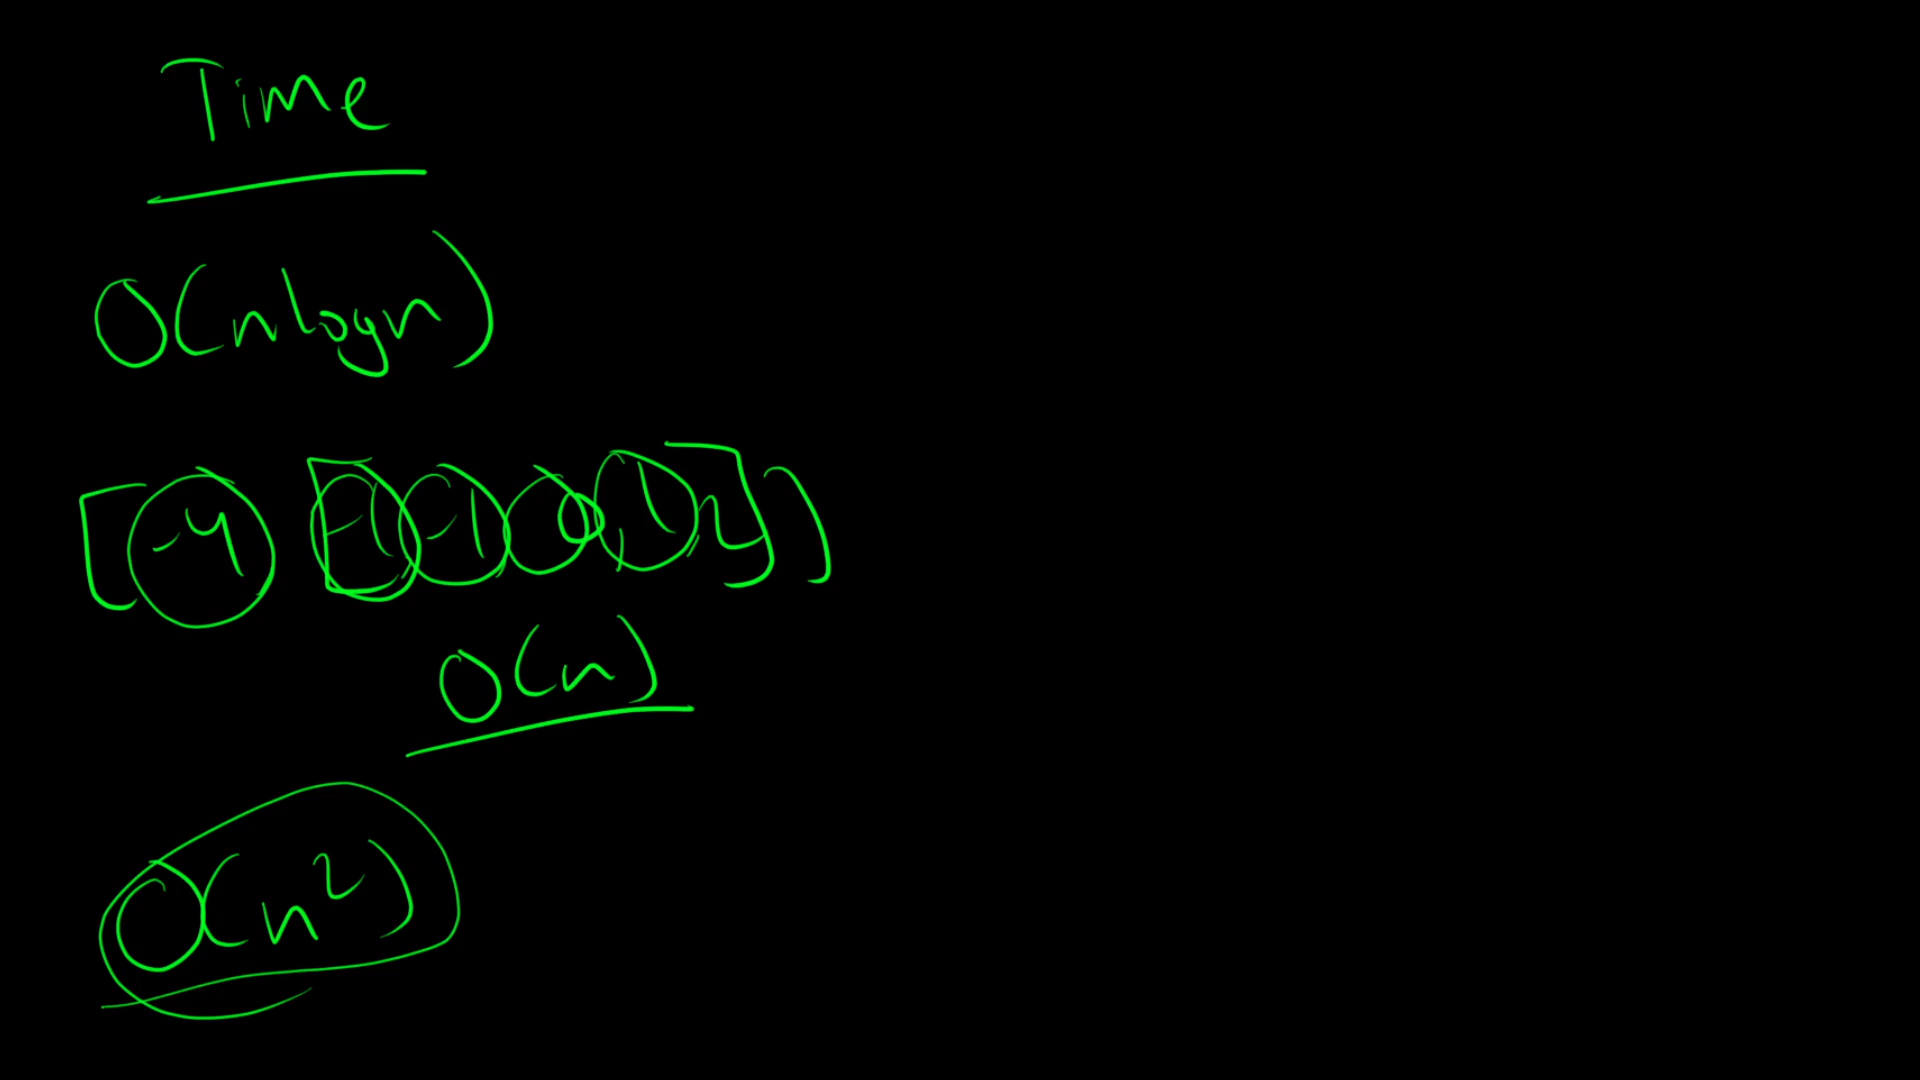 Time
O(nlogn)
[-4 [-1 -1 0, 1, 2]]
O(n)
O(n²)